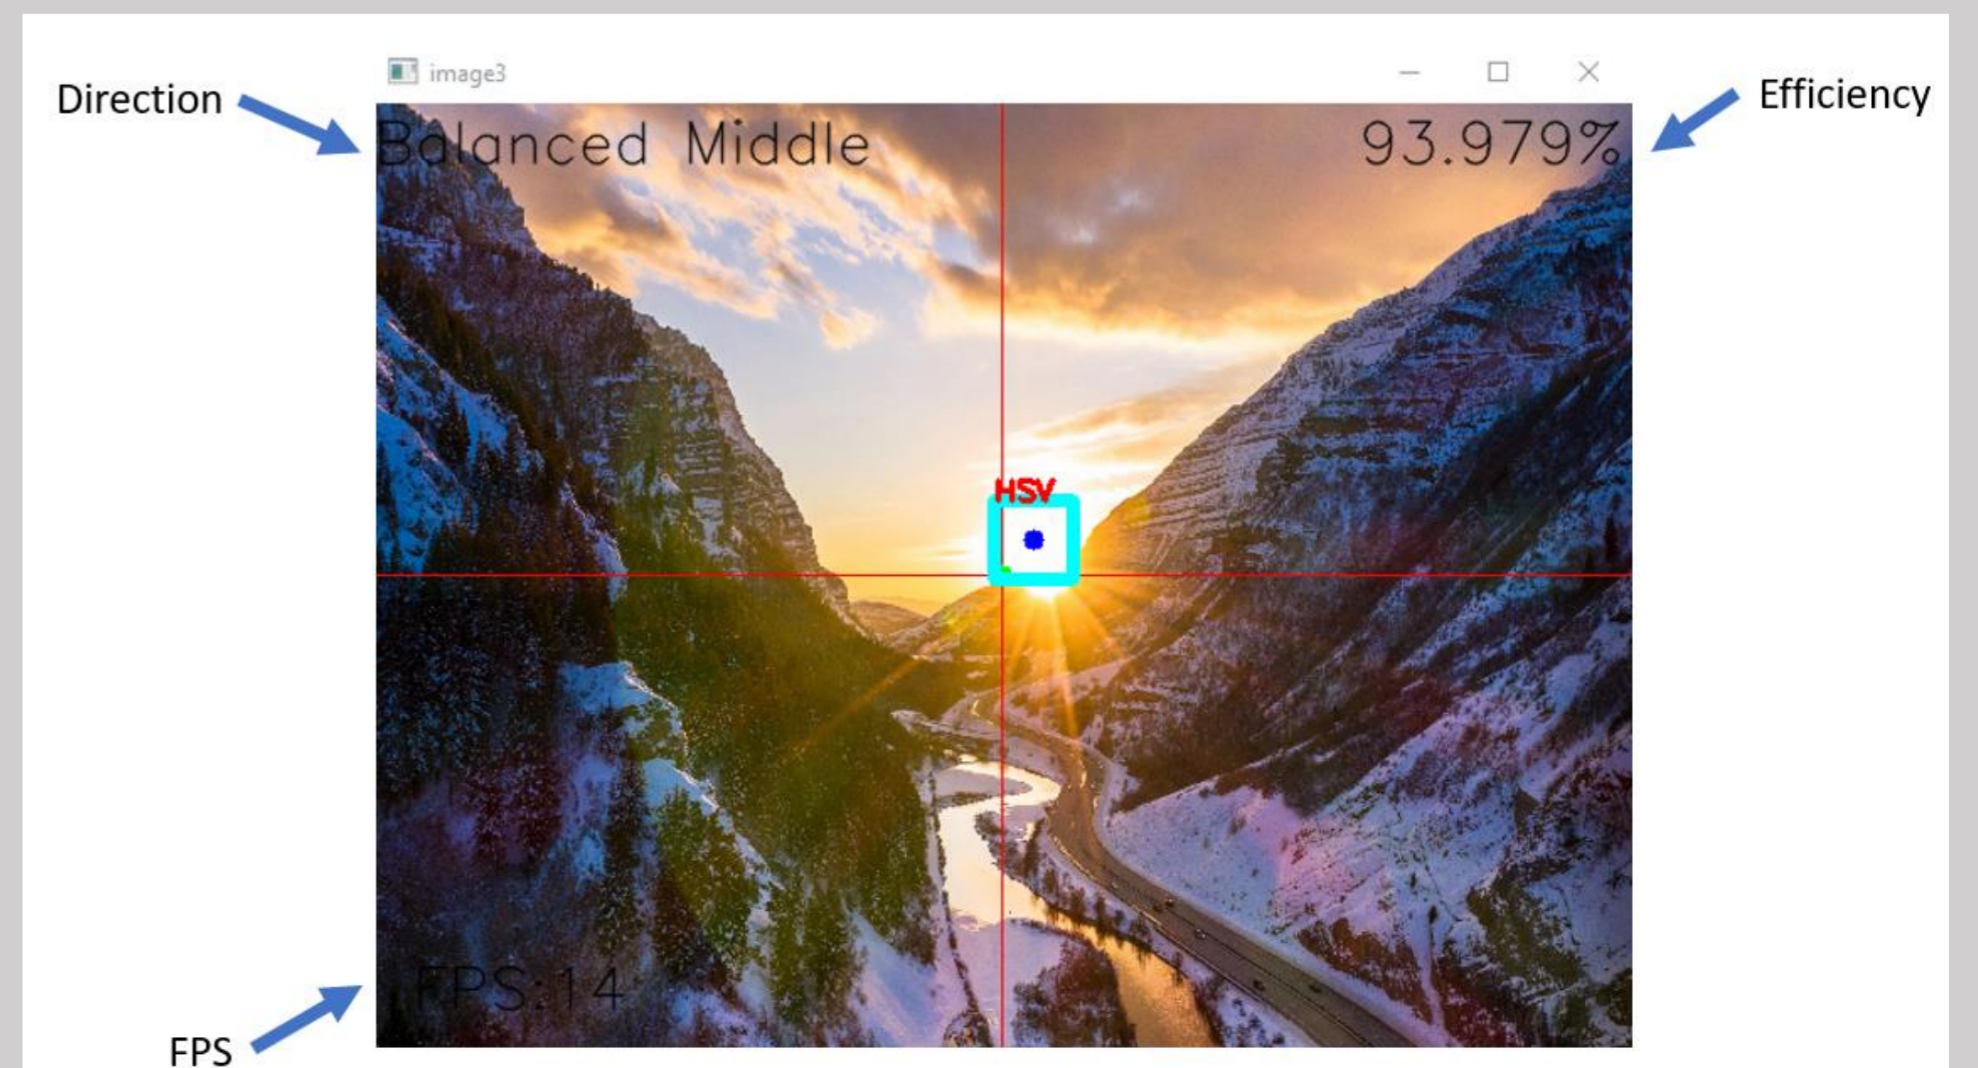 image3
Direction
Efficiency
Balanced Middle
93.979%
HSV
FPS:14
FPS